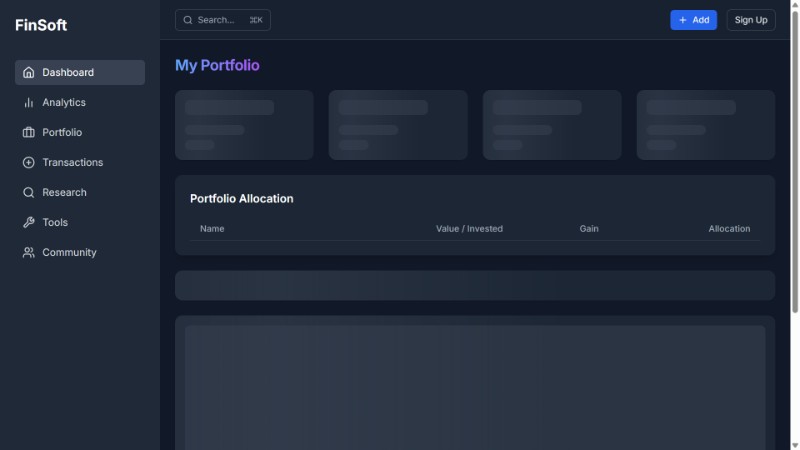 FinSoft
Search... ⌘K
Add
Sign Up
Dashboard
Analytics
Portfolio
Transactions
Research
Tools
Community
My Portfolio
Portfolio Allocation
Name Value / Invested Gain Allocation